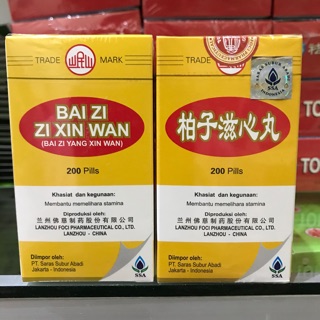 TRADE MARK
BAI ZI
ZI XIN WAN
(BAI ZI YANG XIN WAN)
200 Pills
Khasiat dan kegunaan:
Membantu memelihara stamina
Diproduksi oleh:
兰州佛慈制药股份有限公司
LANZHOU FOCI PHARMACEUTICAL CO., LTD.
LANZHOU - CHINA
Diimpor oleh:
PT. Saras Subur Abadi
Jakarta - Indonesia
SSA
TRADE MARK
SSA
柏子滋心丸
200 Pills
Khasiat dan kegunaan:
Membantu memelihara stamina
Diproduksi oleh:
兰州佛慈制药股份有限公司
LANZHOU FOCI PHARMACEUTICAL CO., LTD.
LANZHOU - CHINA
Diimpor oleh:
PT. Saras Subur Abadi
Jakarta - Indonesia
SSA